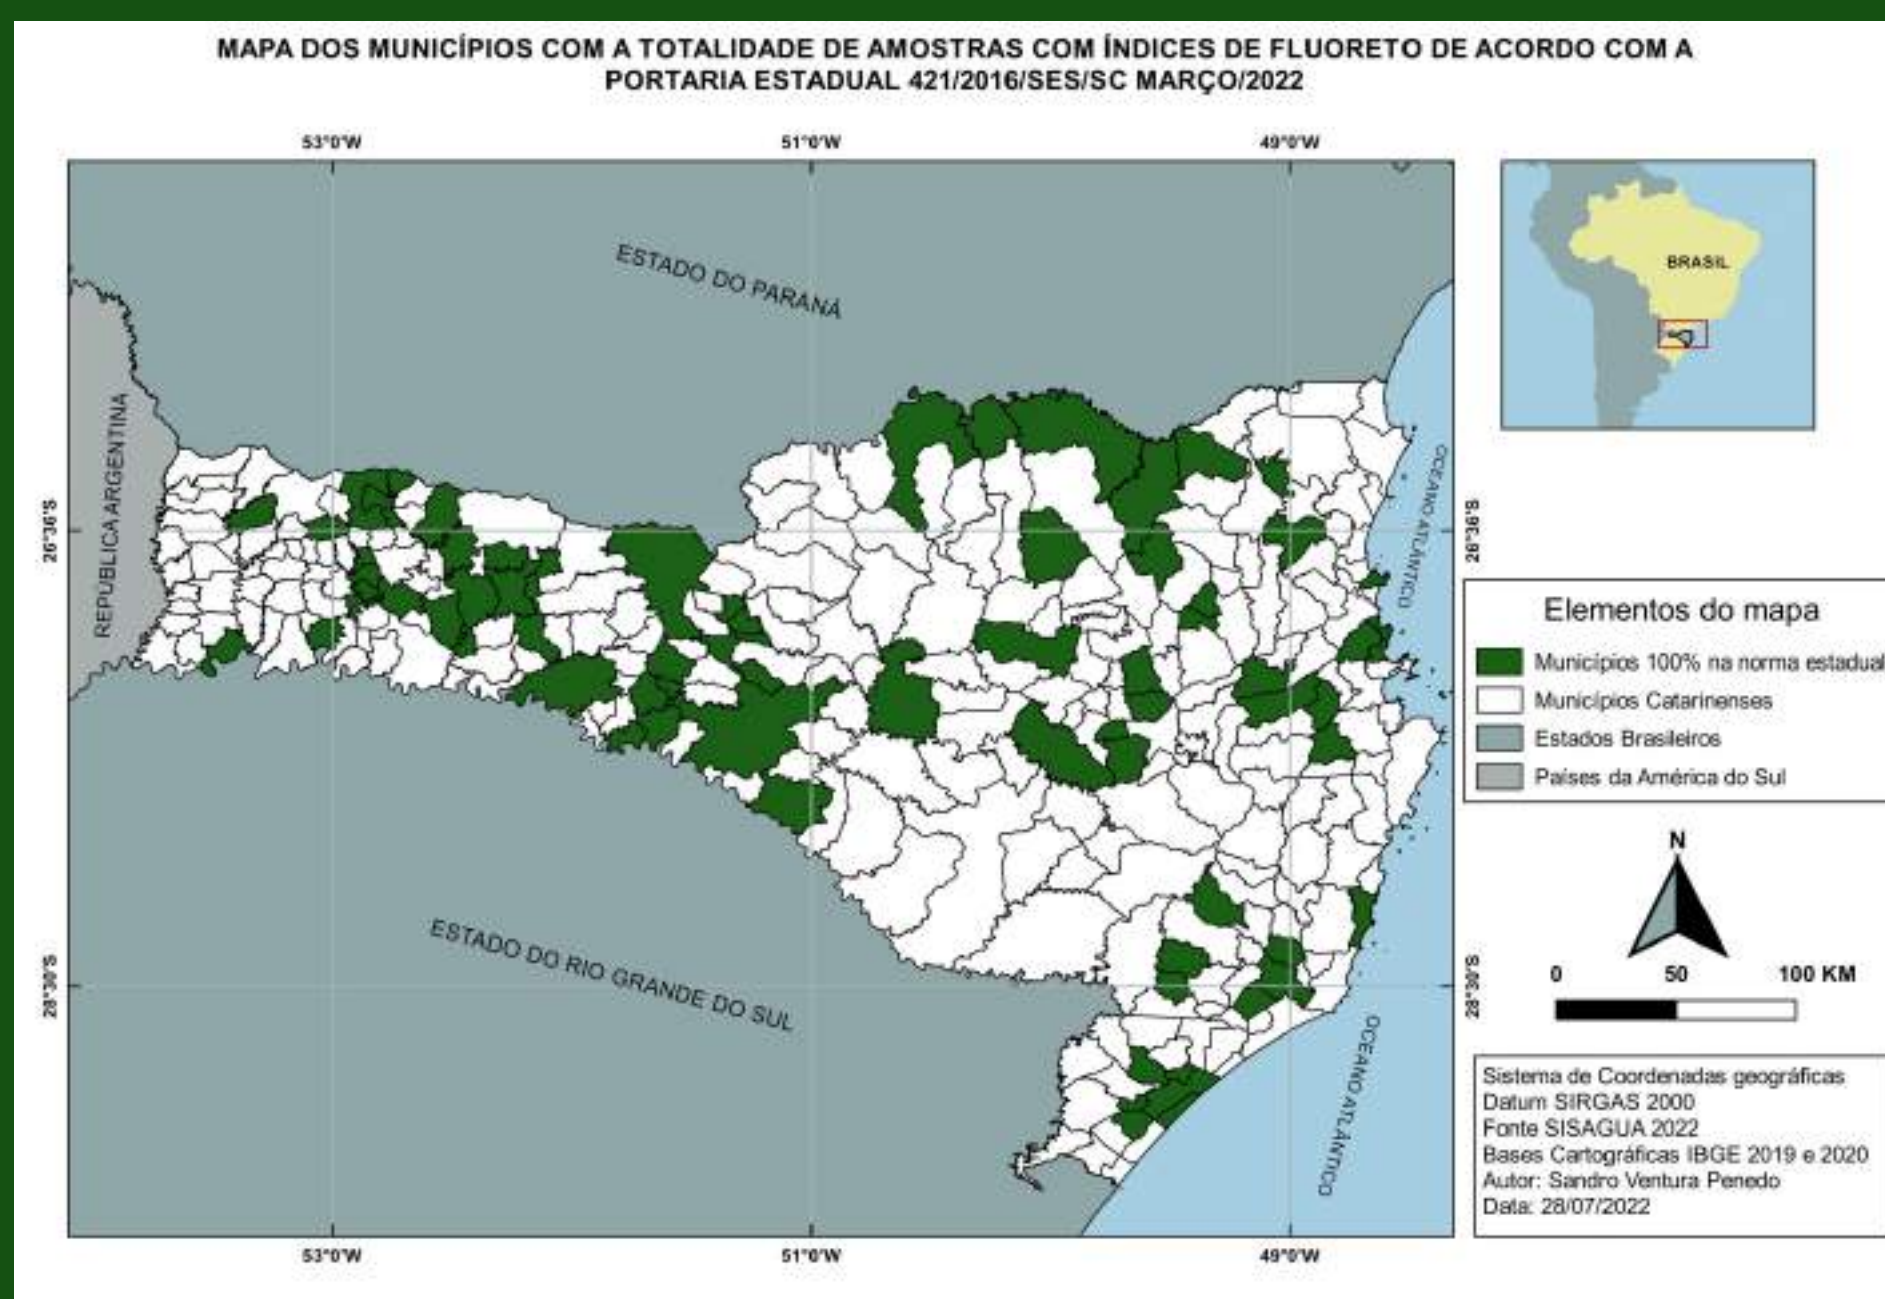 MAPA DOS MUNICÍPIOS COM A TOTALIDADE DE AMOSTRAS COM ÍNDICES DE FLUORETO DE ACORDO COM A
PORTARIA ESTADUAL 421/2016/SES/SC MARÇO/2022
53°0'W
51°0'W
49°0'W
BRASIL
ESTADO DO PARANÁ
REPÚBLICA ARGENTINA
OCEANO ATLÂNTICO
26°36'S
26°36'S
Elementos do mapa
Municípios 100% na norma estadual
Municípios Catarinenses
Estados Brasileiros
Países da América do Sul
N
ESTADO DO RIO GRANDE DO SUL
0
50
100 KM
28°30'S
28°30'S
OCEANO ATLÂNTICO
Sistema de Coordenadas geográficas
Datum SIRGAS 2000
Fonte SISAGUA 2022
Bases Cartográficas IBGE 2019 e 2020
Autor: Sandro Ventura Penedo
Data: 28/07/2022
53°0'W
51°0'W
49°0'W